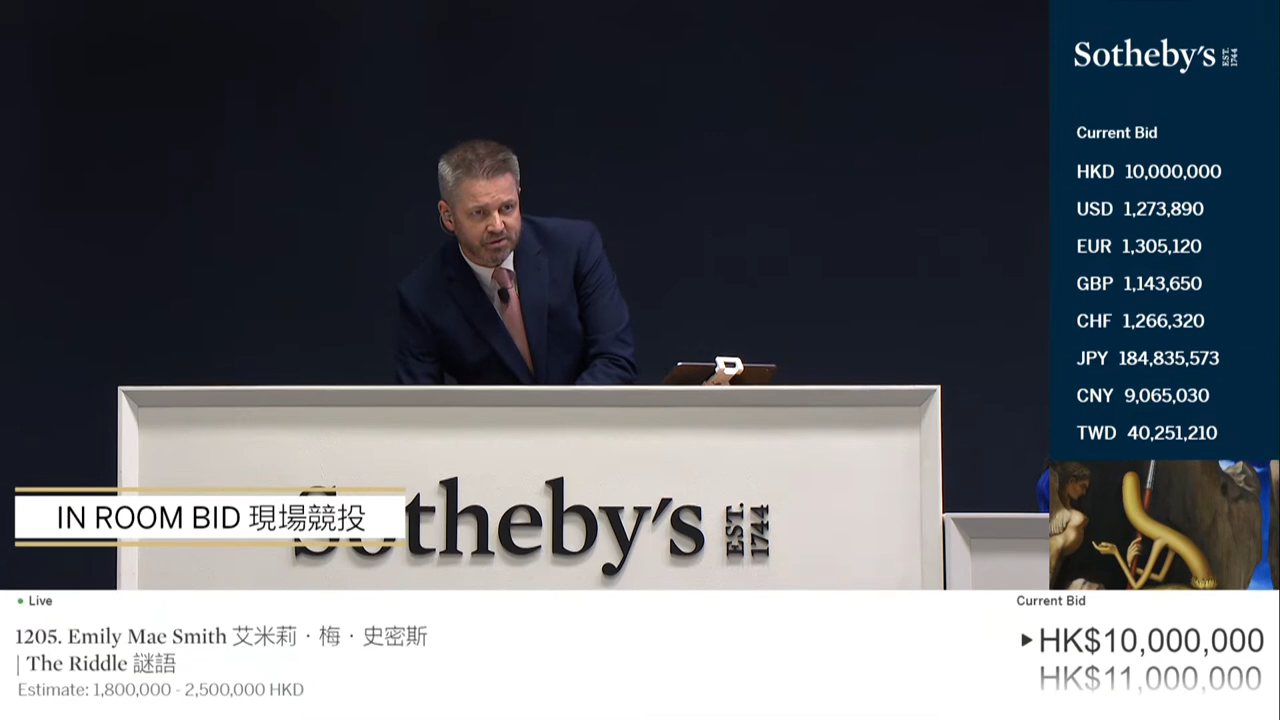 Sotheby's EST. 1744
Current Bid
HKD 10,000,000
USD 1,273,890
EUR 1,305,120
GBP 1,143,650
CHF 1,266,320
JPY 184,835,573
CNY 9,065,030
TWD 40,251,210
IN ROOM BID 現場競投
Sotheby's EST. 1744
Live
1205. Emily Mae Smith 艾米莉・梅・史密斯
| The Riddle 謎語
Estimate: 1,800,000 - 2,500,000 HKD
Current Bid
HK$10,000,000
HK$11,000,000